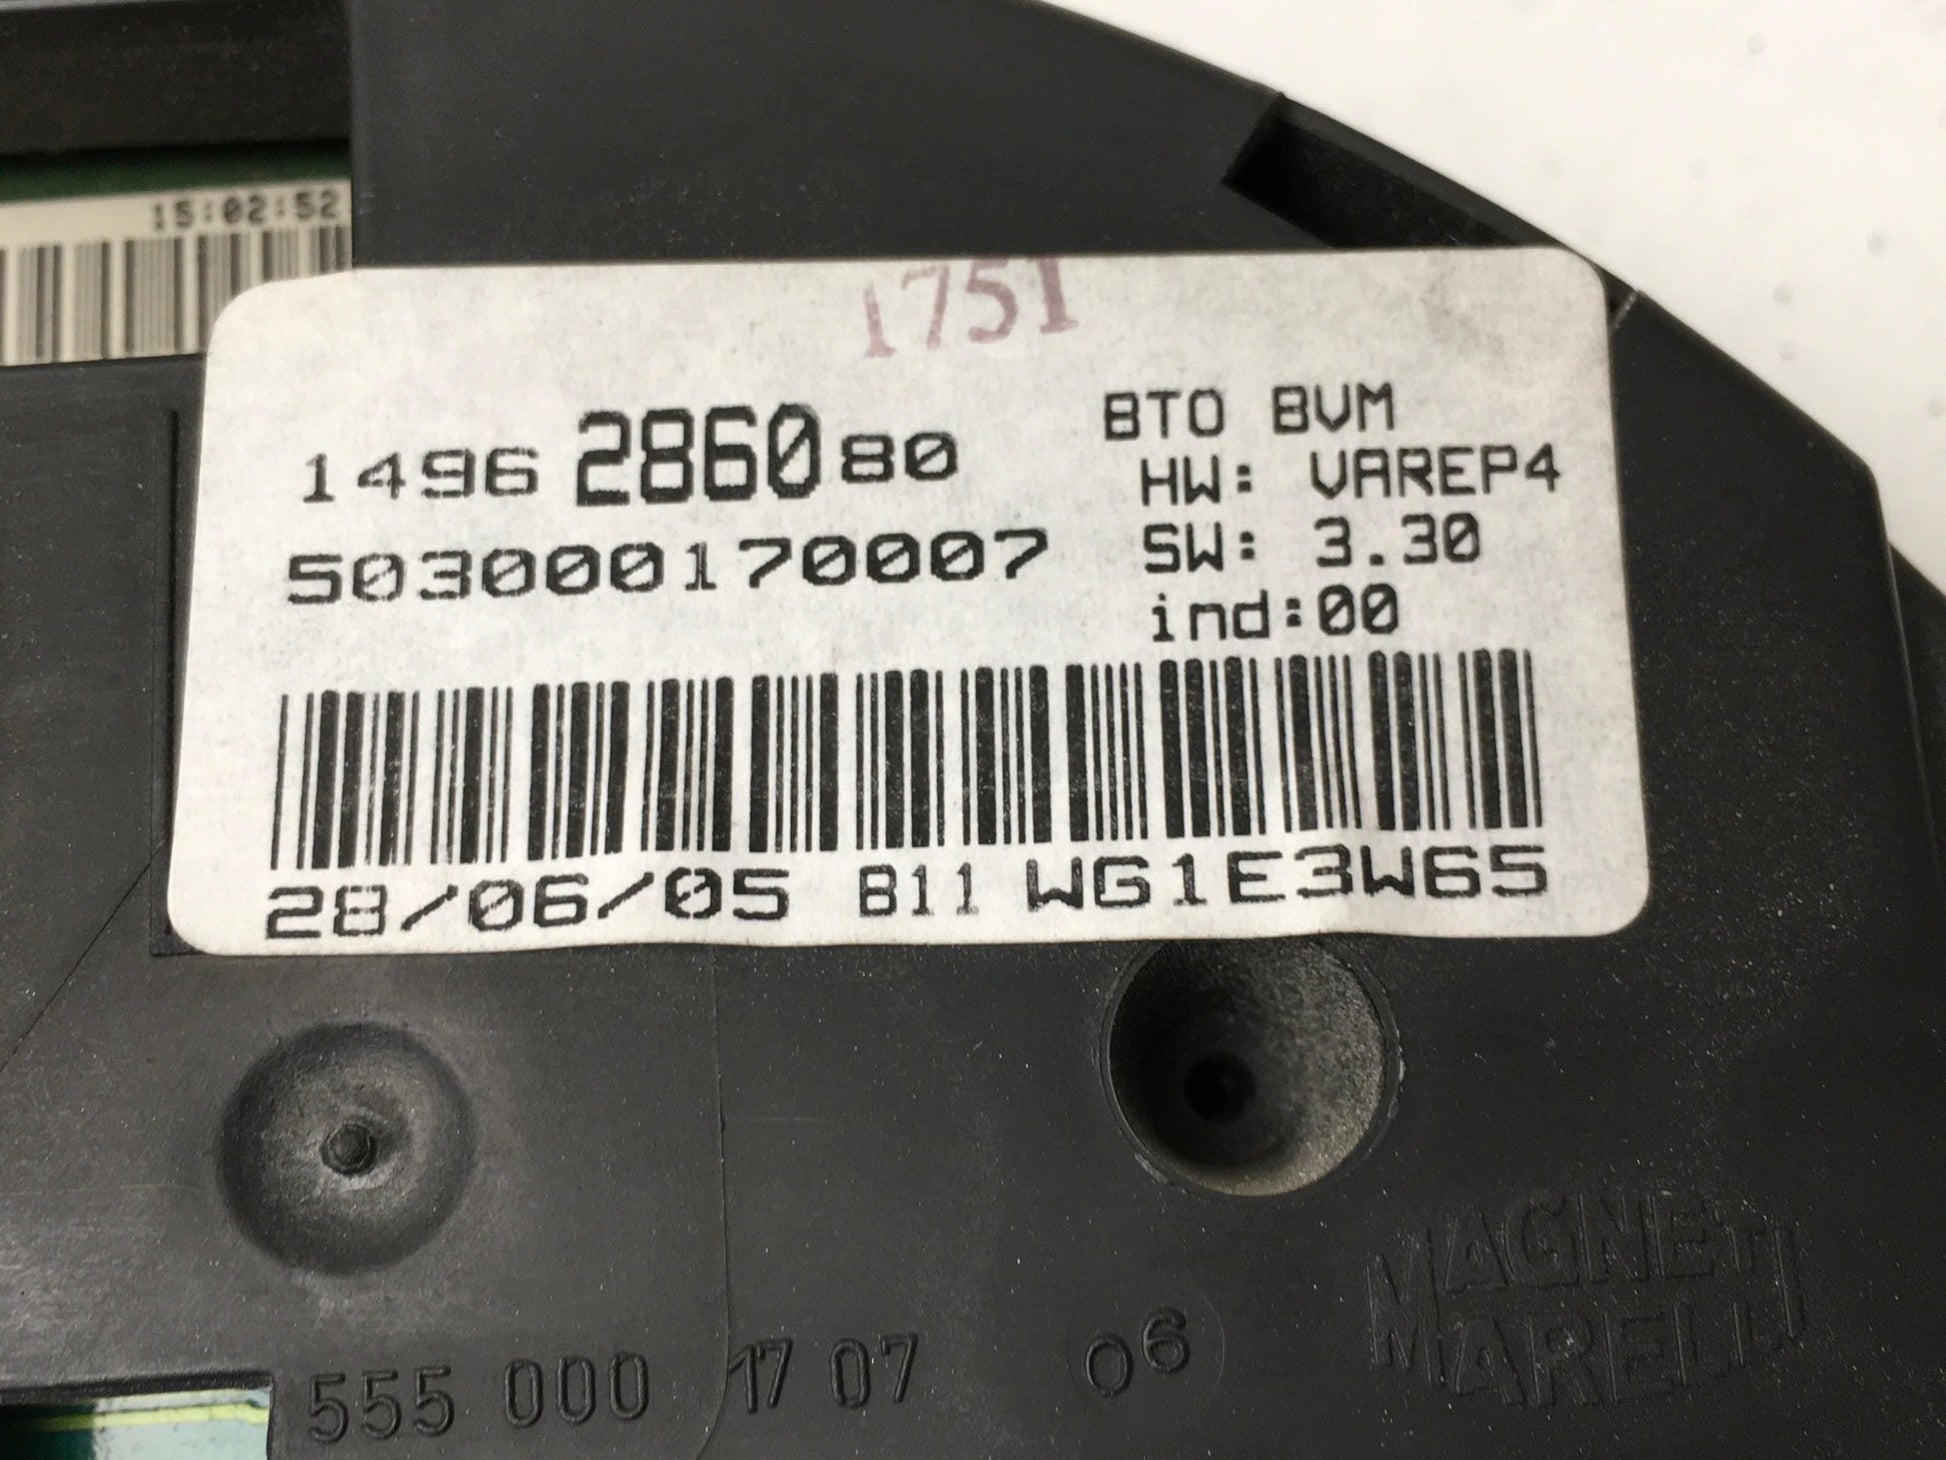 15:02:52
1751
1496 2860 80
503000170007
BTO BVM
HW: VAREP4
SW: 3.30
ind:00
28/06/05 B11 WG1E3W65
555 000 17 07 06
MAGNETI
MARELLI